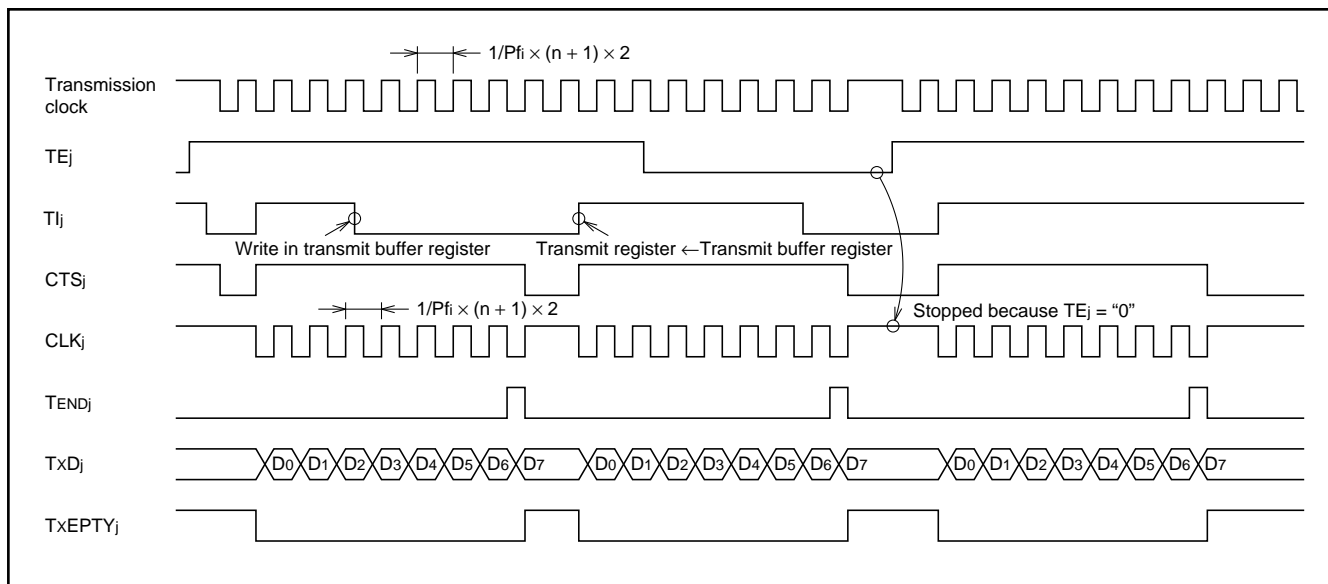 1/Pfi × (n + 1) × 2
Transmission
clock
TEj
TIj
Write in transmit buffer register
Transmit register ←Transmit buffer register
CTSj
1/Pfi × (n + 1) × 2
Stopped because TEj = “0”
CLKj
TENDj
TXDj
D0 D1 D2 D3 D4 D5 D6 D7 D0 D1 D2 D3 D4 D5 D6 D7 D0 D1 D2 D3 D4 D5 D6 D7
TXEPTYj